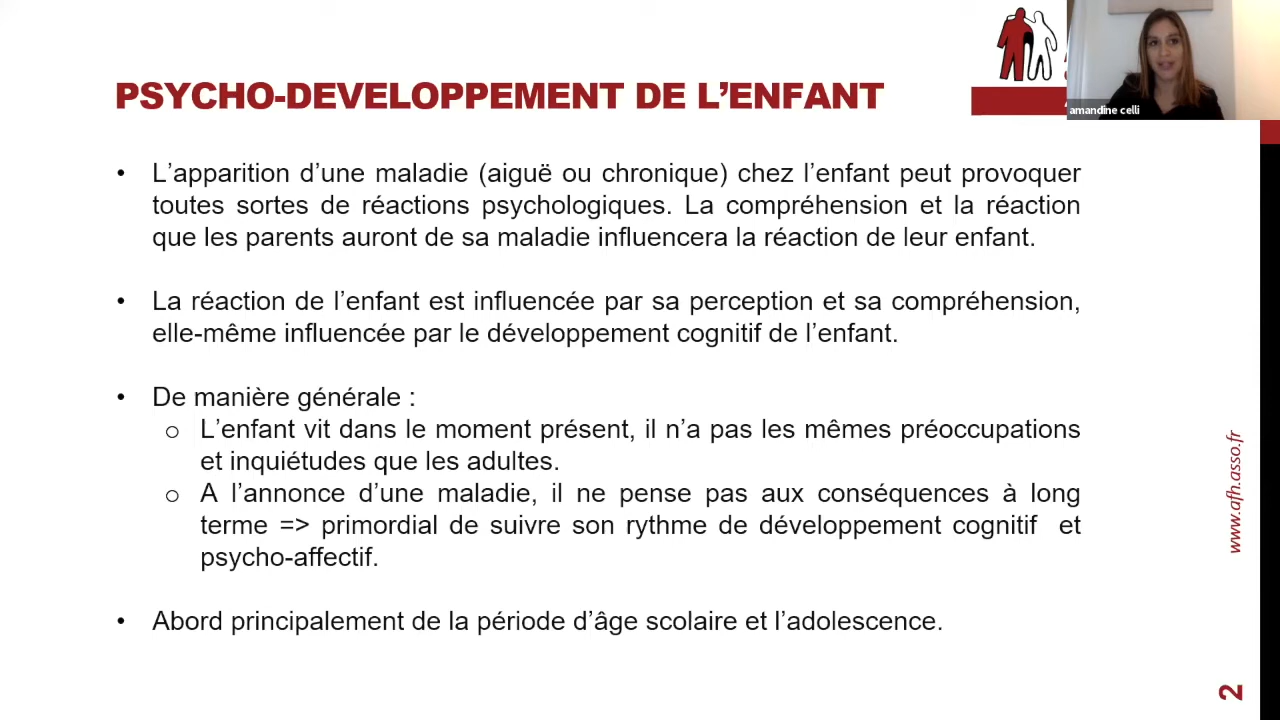 PSYCHO-DEVELOPPEMENT DE L’ENFANT
amandine celli
• L’apparition d’une maladie (aiguë ou chronique) chez l’enfant peut provoquer
toutes sortes de réactions psychologiques. La compréhension et la réaction
que les parents auront de sa maladie influencera la réaction de leur enfant.
• La réaction de l’enfant est influencée par sa perception et sa compréhension,
elle-même influencée par le développement cognitif de l’enfant.
• De manière générale :
o L’enfant vit dans le moment présent, il n’a pas les mêmes préoccupations
et inquiétudes que les adultes.
o A l’annonce d’une maladie, il ne pense pas aux conséquences à long
terme => primordial de suivre son rythme de développement cognitif et
psycho-affectif.
• Abord principalement de la période d’âge scolaire et l’adolescence.
www.afh.asso.fr
2